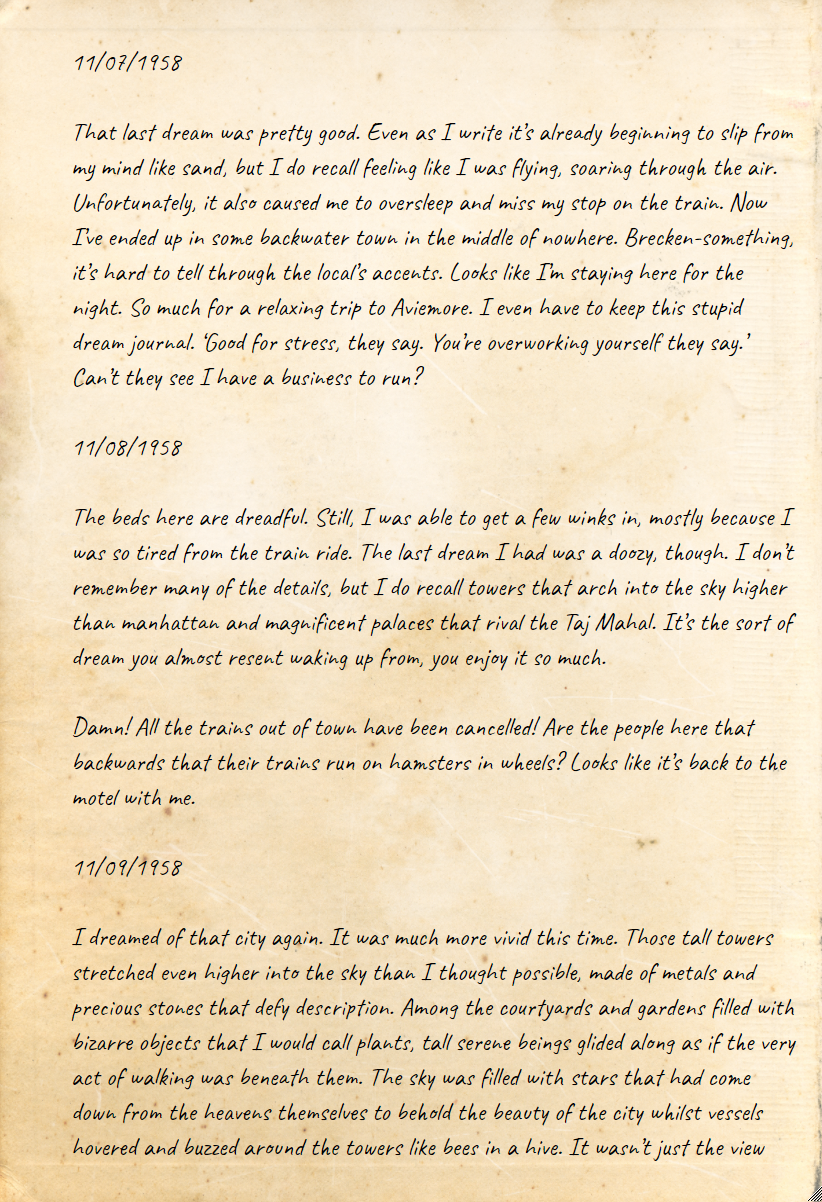 11/07/1958
That last dream was pretty good. Even as I write it's already beginning to slip from
my mind like sand, but I do recall feeling like I was flying, soaring through the air.
Unfortunately, it also caused me to oversleep and miss my stop on the train. Now
I've ended up in some backwater town in the middle of nowhere. Brecken-something,
it's hard to tell through the local's accents. Looks like I'm staying here for the
night. So much for a relaxing trip to Aviemore. I even have to keep this stupid
dream journal. 'Good for stress, they say. You're overworking yourself they say.'
Can't they see I have a business to run?
11/08/1958
The beds here are dreadful. Still, I was able to get a few winks in, mostly because I
was so tired from the train ride. The last dream I had was a doozy, though. I don't
remember many of the details, but I do recall towers that arch into the sky higher
than manhattan and magnificent palaces that rival the Taj Mahal. It's the sort of
dream you almost resent waking up from, you enjoy it so much.
Damn! All the trains out of town have been cancelled! Are the people here that
backwards that their trains run on hamsters in wheels? Looks like it's back to the
motel with me.
11/09/1958
I dreamed of that city again. It was much more vivid this time. Those tall towers
stretched even higher into the sky than I thought possible, made of metals and
precious stones that defy description. Among the courtyards and gardens filled with
bizarre objects that I would call plants, tall serene beings glided along as if the very
act of walking was beneath them. The sky was filled with stars that had come
down from the heavens themselves to behold the beauty of the city whilst vessels
hovered and buzzed around the towers like bees in a hive. It wasn't just the view